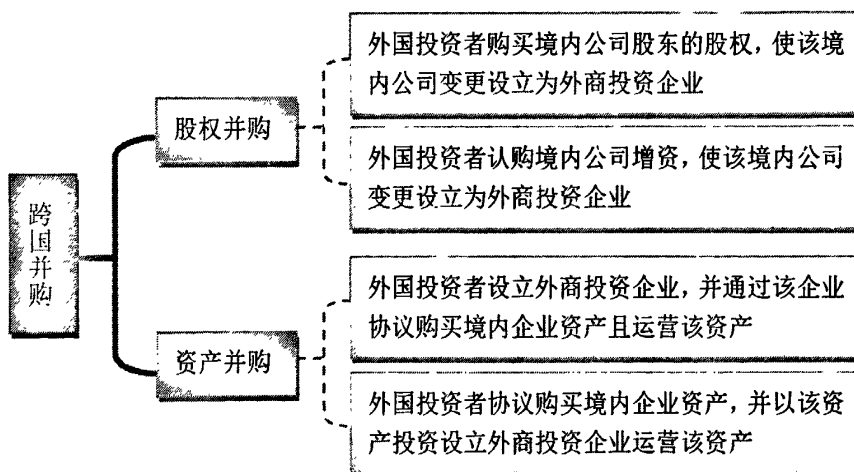 外国投资者购买境内公司股东的股权，使该境
内公司变更设立为外商投资企业
股权并购
外国投资者认购境内公司增资，使该境内公司
变更设立为外商投资企业
跨国并购
外国投资者设立外商投资企业，并通过该企业
协议购买境内企业资产且运营该资产
资产并购
外国投资者协议购买境内企业资产，并以该资
产投资设立外商投资企业运营该资产